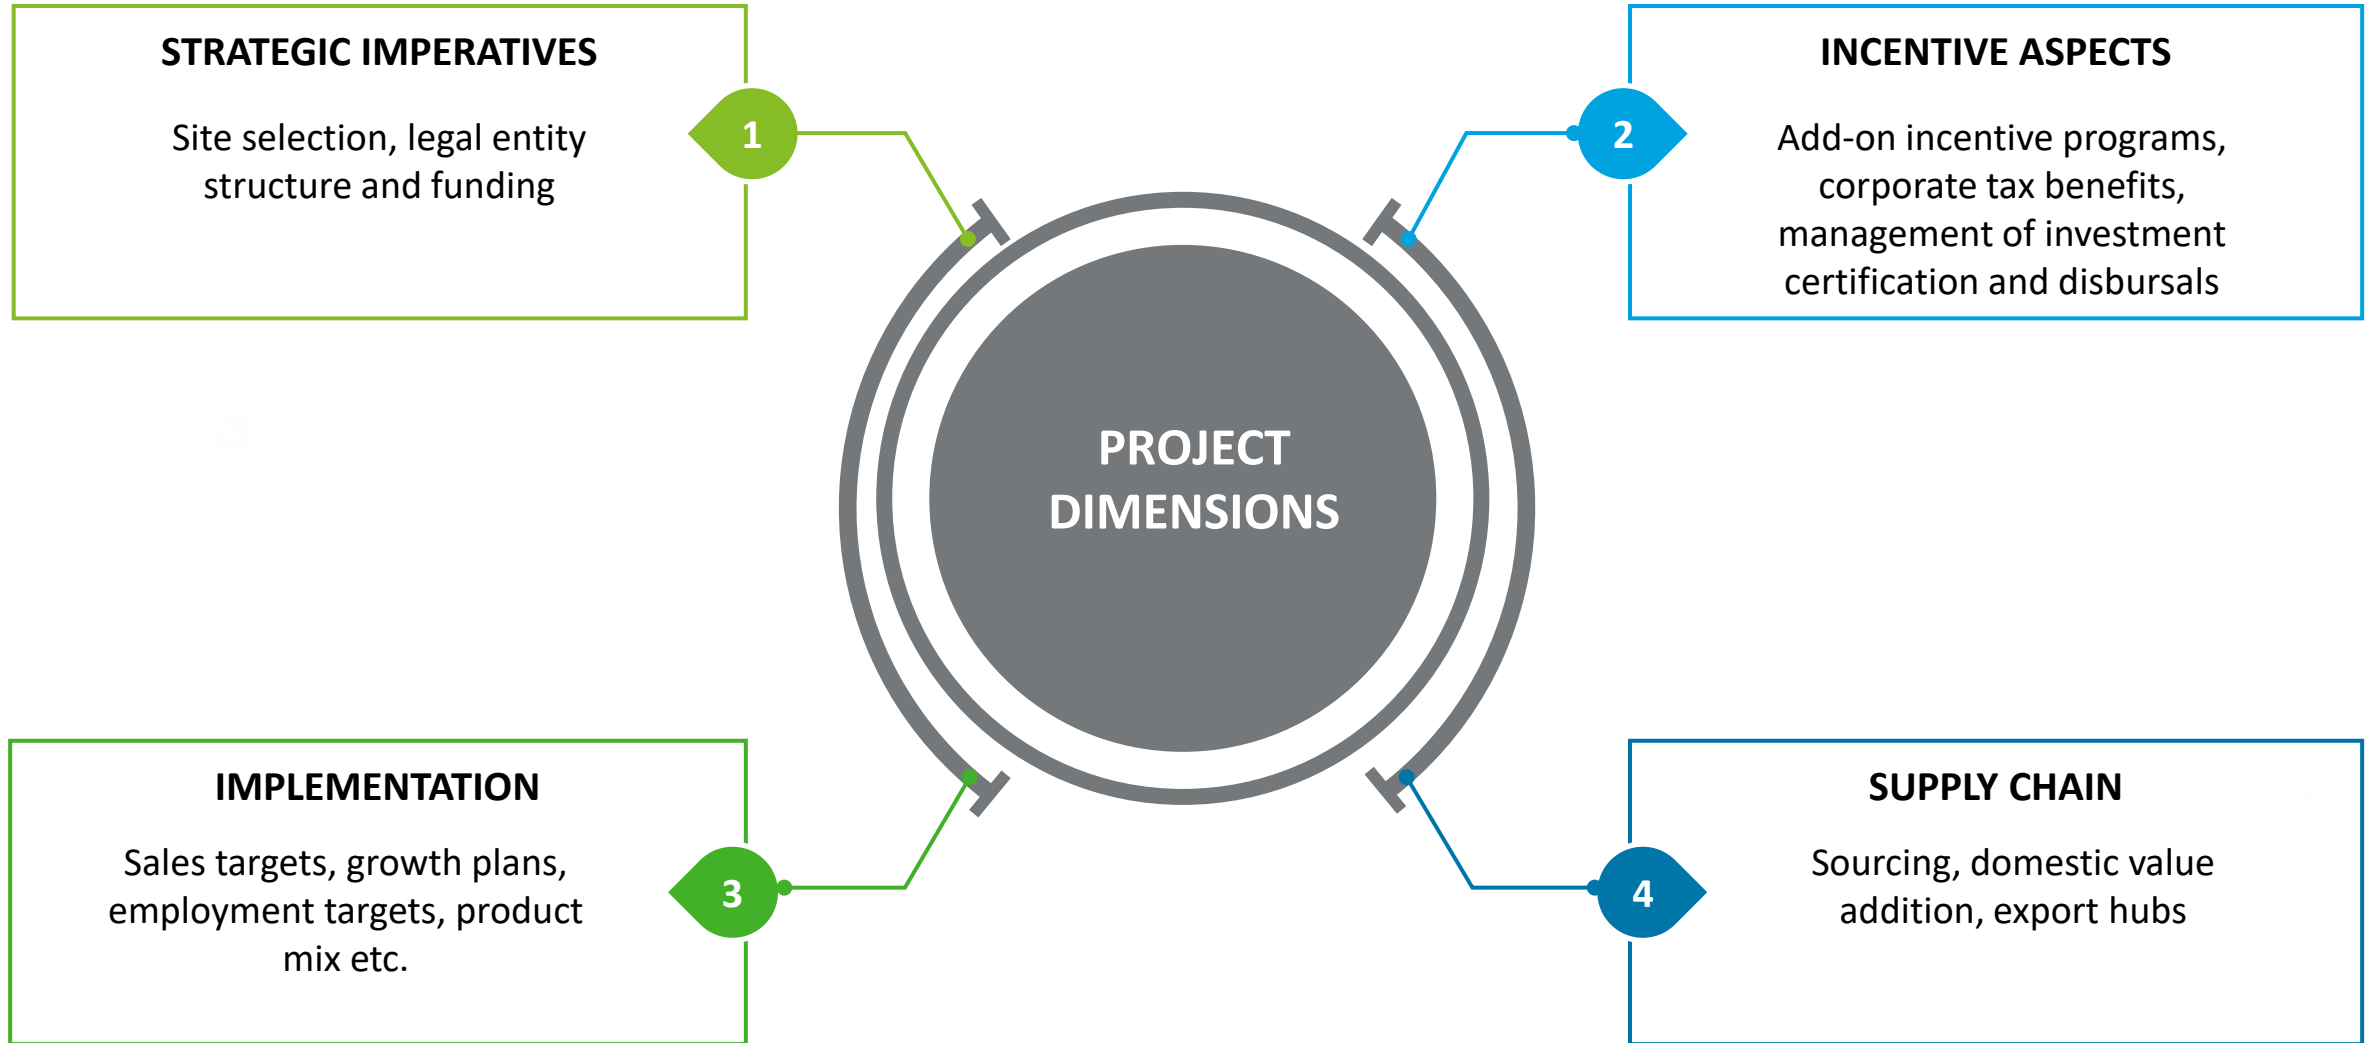 STRATEGIC IMPERATIVES
Site selection, legal entity
structure and funding
1
INCENTIVE ASPECTS
Add-on incentive programs,
corporate tax benefits,
management of investment
certification and disbursals
2
PROJECT
DIMENSIONS
IMPLEMENTATION
Sales targets, growth plans,
employment targets, product
mix etc.
3
SUPPLY CHAIN
Sourcing, domestic value
addition, export hubs
4